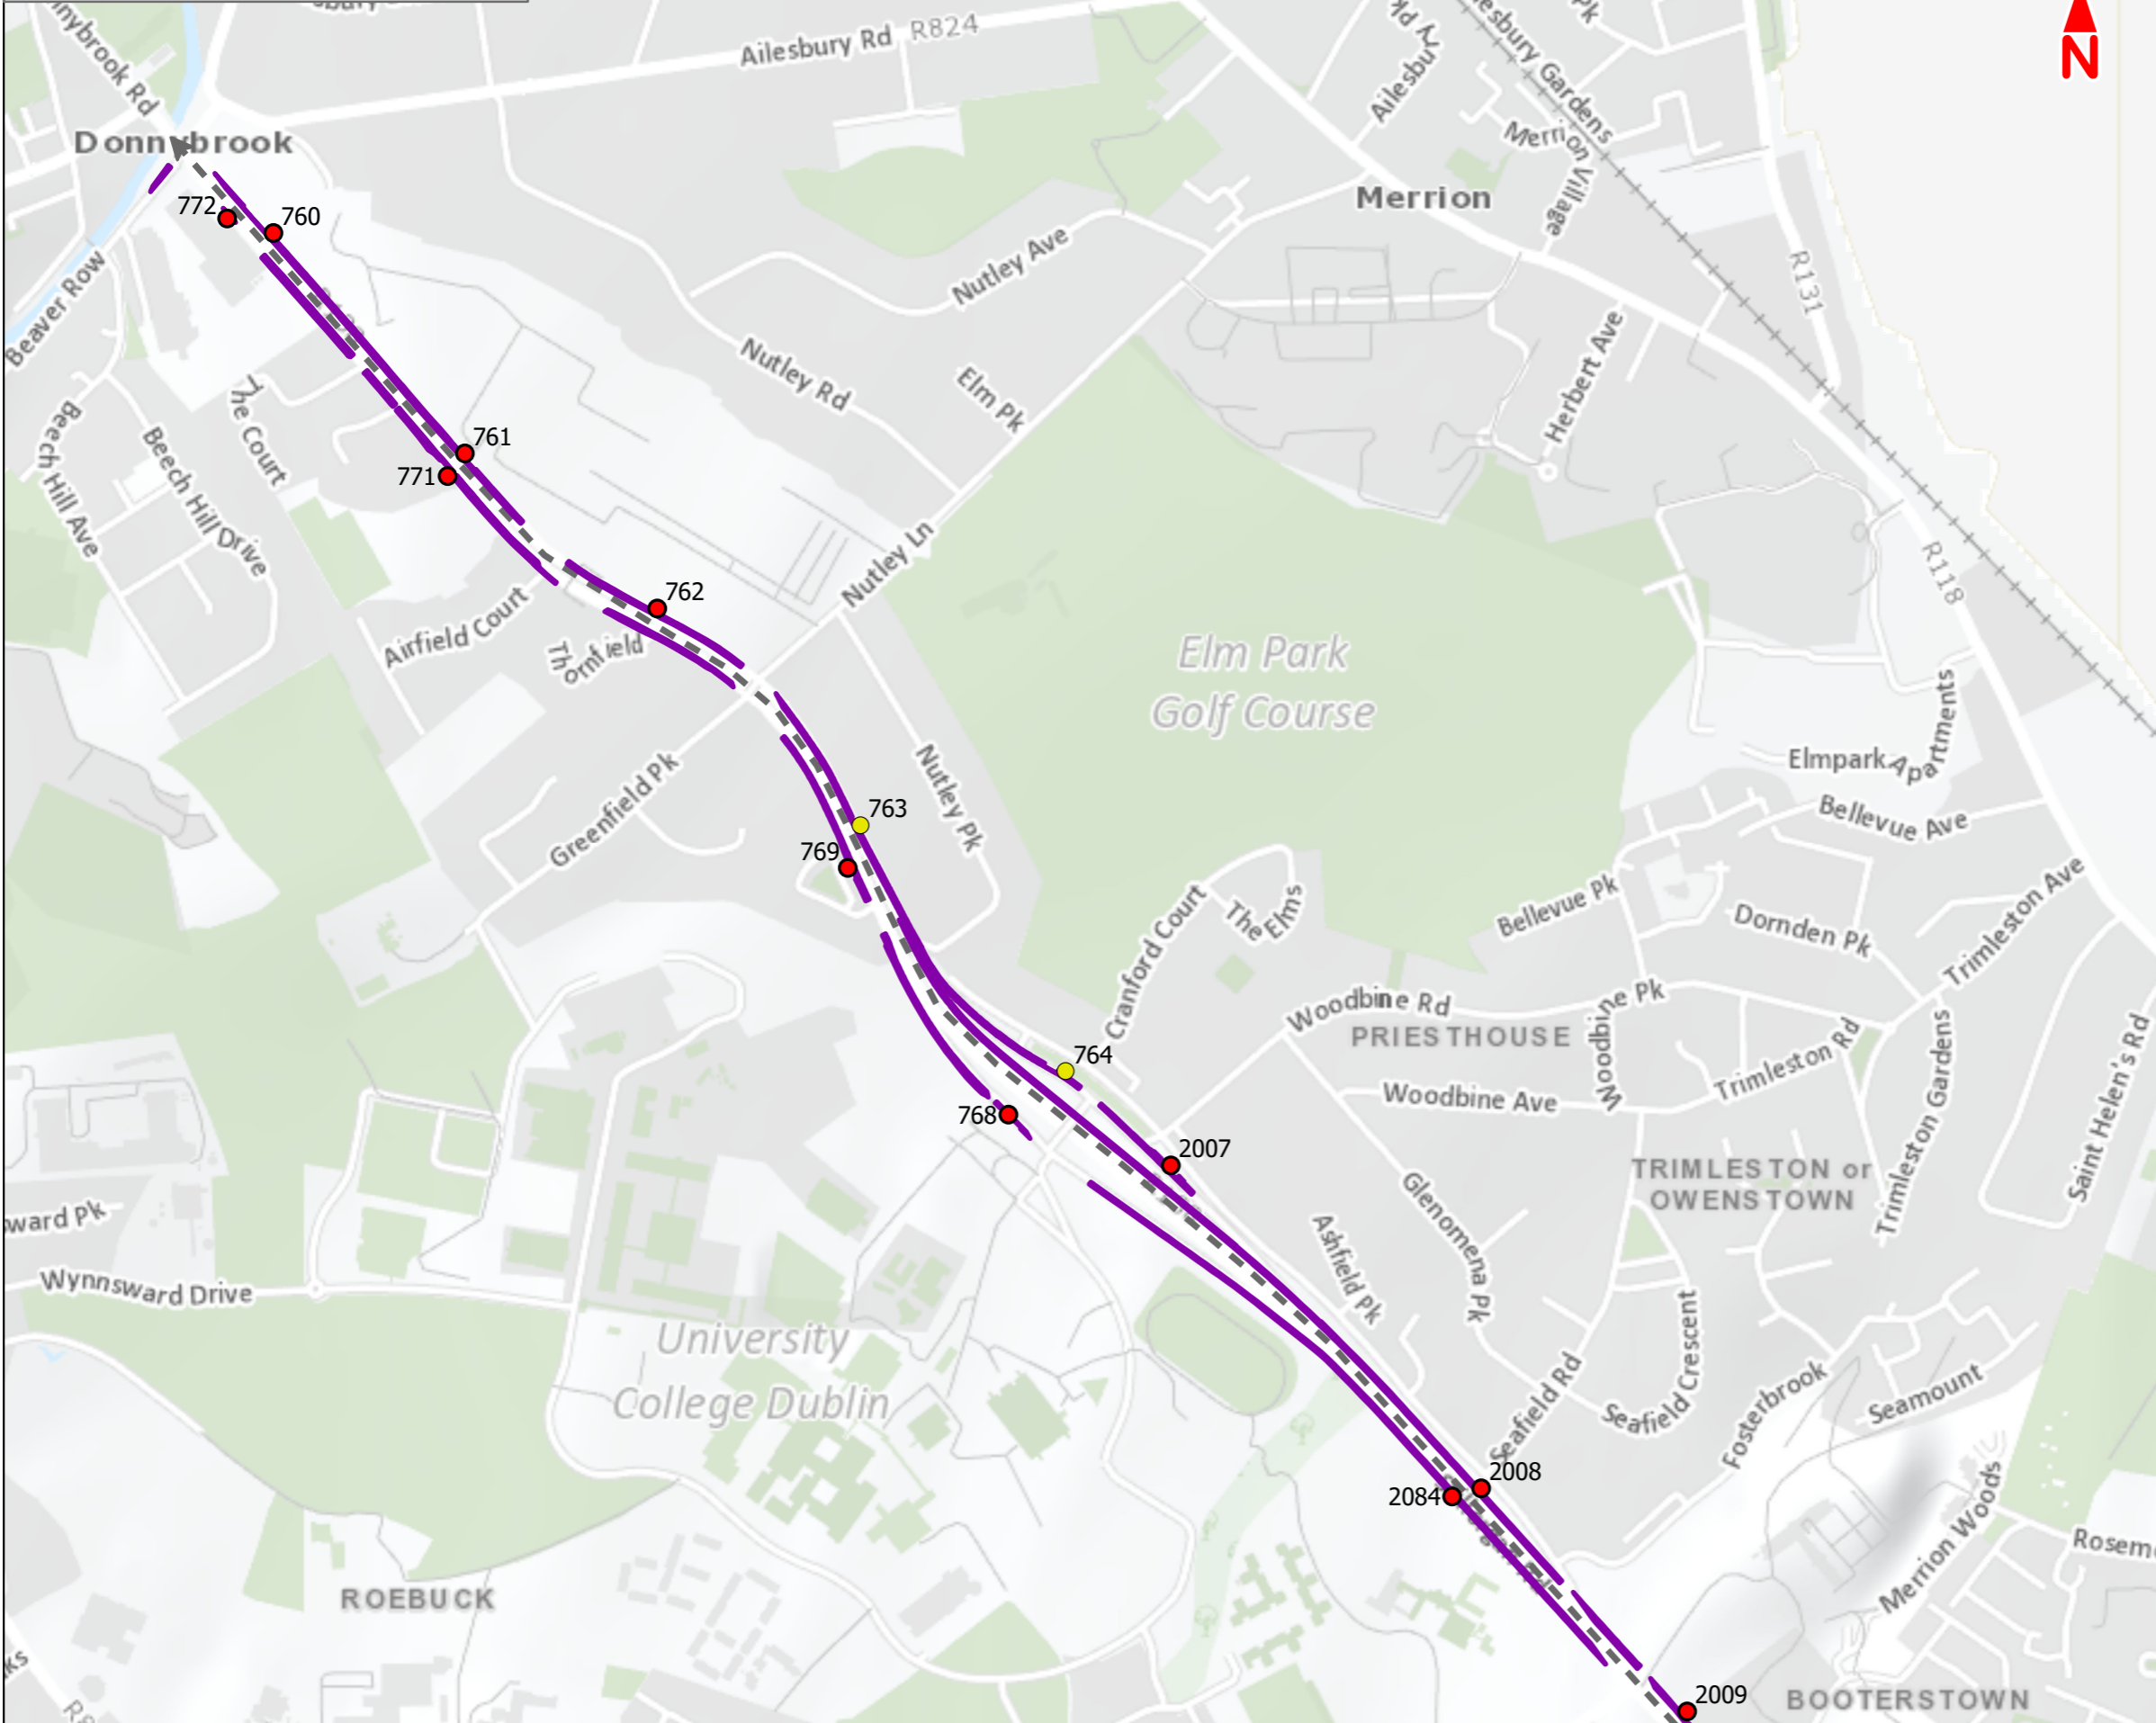 Ailesbury Rd R824
Donnybrook
Ailesbury Gardens
Merrion Village
Merrion
N
772
760
Beaver Row
Nutley Ave
R131
Nutley Rd
Elm Pk
Herbert Ave
The Court
Beech Hill Ave
Beech Hill Drive
761
771
Nutley Ln
R118
762
Airfield Court
Thornfield
Elm Park
Golf Course
Elmpark Apartments
Nutley Pk
Greenfield Pk
763
769
Bellevue Ave
Bellevue Pk
Dornden Pk
Trimleston Ave
Cranford Court
The Elms
Woodbine Rd
Woodbine Pk
PRIESTHOUSE
764
Woodbine Ave
Trimleston Rd
Trimleston Gardens
Saint Helen's Rd
768
2007
TRIMLESTON or
OWENSTOWN
Glenomena Pk
Ashfield Pk
Wynnsward Drive
University
College Dublin
Seafield Rd
Seafield Crescent
Fosterbrook
Seamount
2008
2084
Merrion Woods
ROEBUCK
2009
BOOTERSTOWN